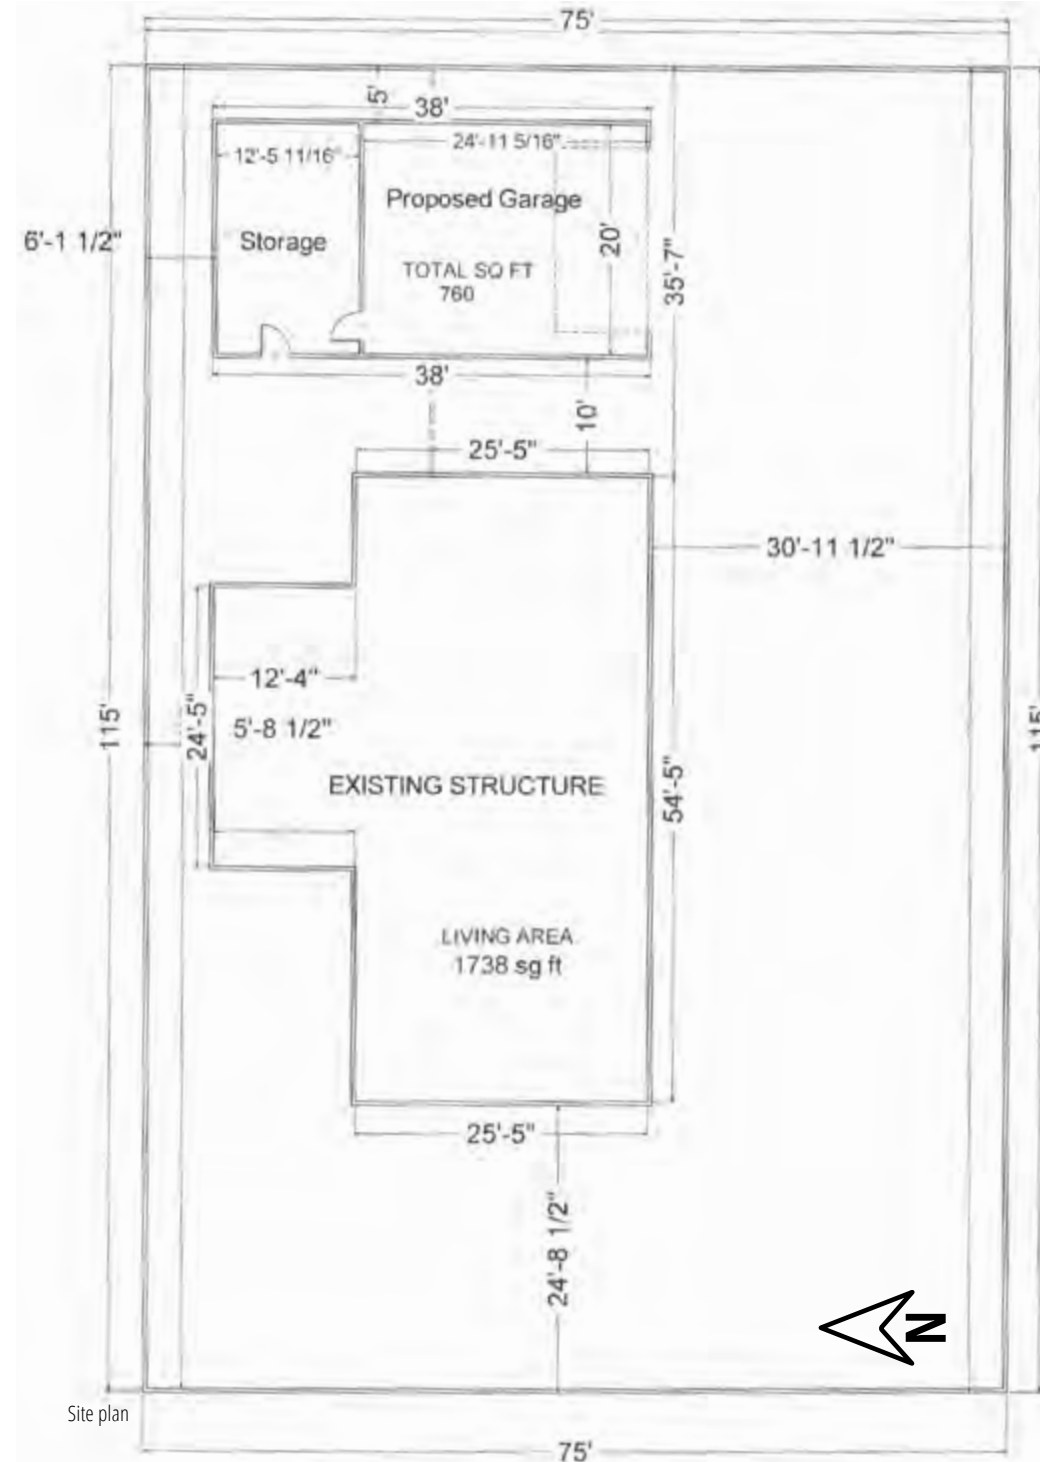 75'
5'
38'
24'-11 5/16"
12'-5 11/16"
Proposed Garage
6'-1 1/2"
Storage
20'
35'-7"
TOTAL SQ FT
760
38'
10'
25'-5"
30'-11 1/2"
12'-4"
24'-5"
5'-8 1/2"
115'
115'
EXISTING STRUCTURE
54'-5"
LIVING AREA
1738 sq ft
25'-5"
24'-8 1/2"
N
Site plan
75'